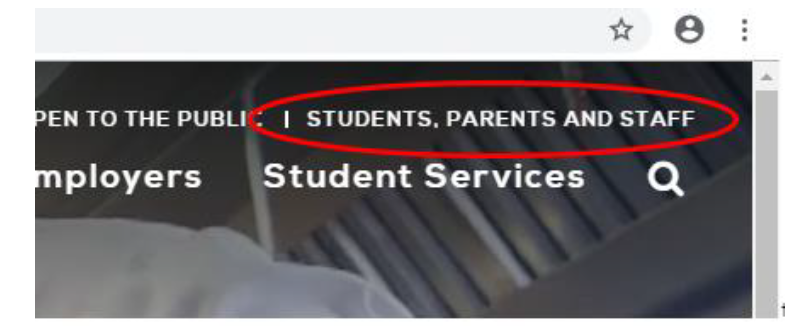 PEN TO THE PUBLIC | STUDENTS, PARENTS AND STAFF
mployers Student Services